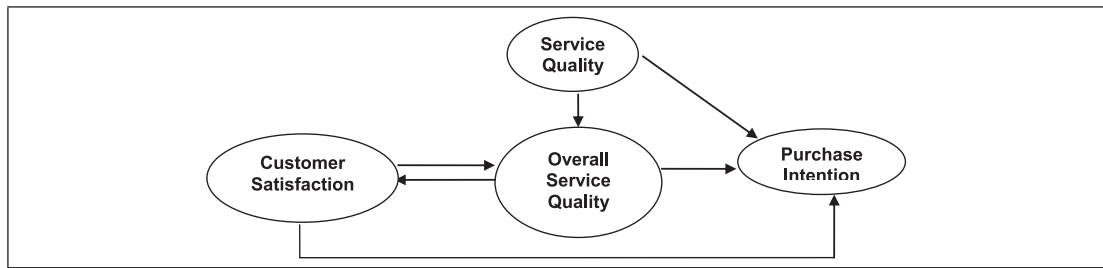 Service
Quality
Customer
Satisfaction
Overall
Service
Quality
Purchase
Intention